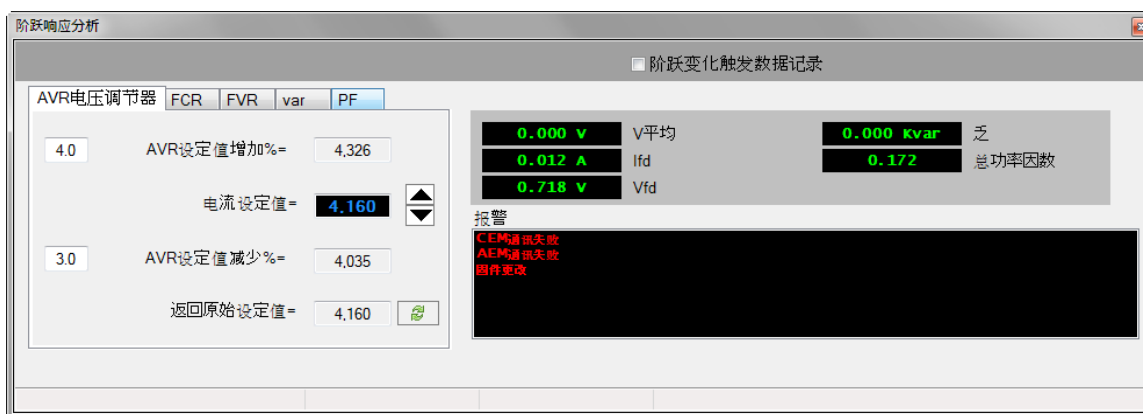 阶跃响应分析
阶跃变化触发数据记录
AVR电压调节器 FCR FVR var PF
4.0 AVR设定值增加%= 4,326
电流设定值= 4,160
3.0 AVR设定值减少%= 4,035
返回原始设定值= 4,160
0.000 V V平均 0.000 Kvar 乏
0.012 A Ifd 0.172 总功率因数
0.718 V Vfd
报警
CEM通讯失败
AEM通讯失败
固件更改